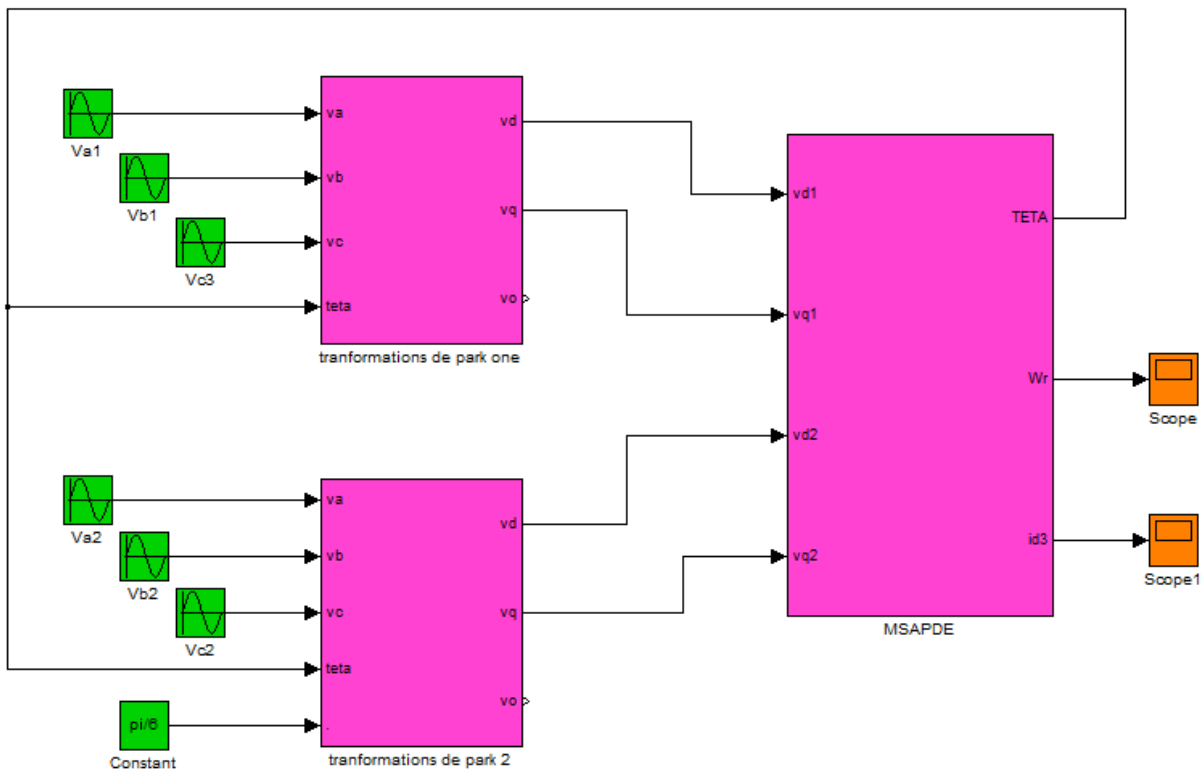 va
vd
vb
vq
vc
teta
vo
tranformations de park one
Va1
Vb1
Vc3
vd1
TETA
vq1
Wr
vd2
id3
vq2
MSAPDE
Scope
Scope1
va
vd
vb
vc
vq
teta
vo
.
tranformations de park 2
Va2
Vb2
Vc2
pi/6
Constant